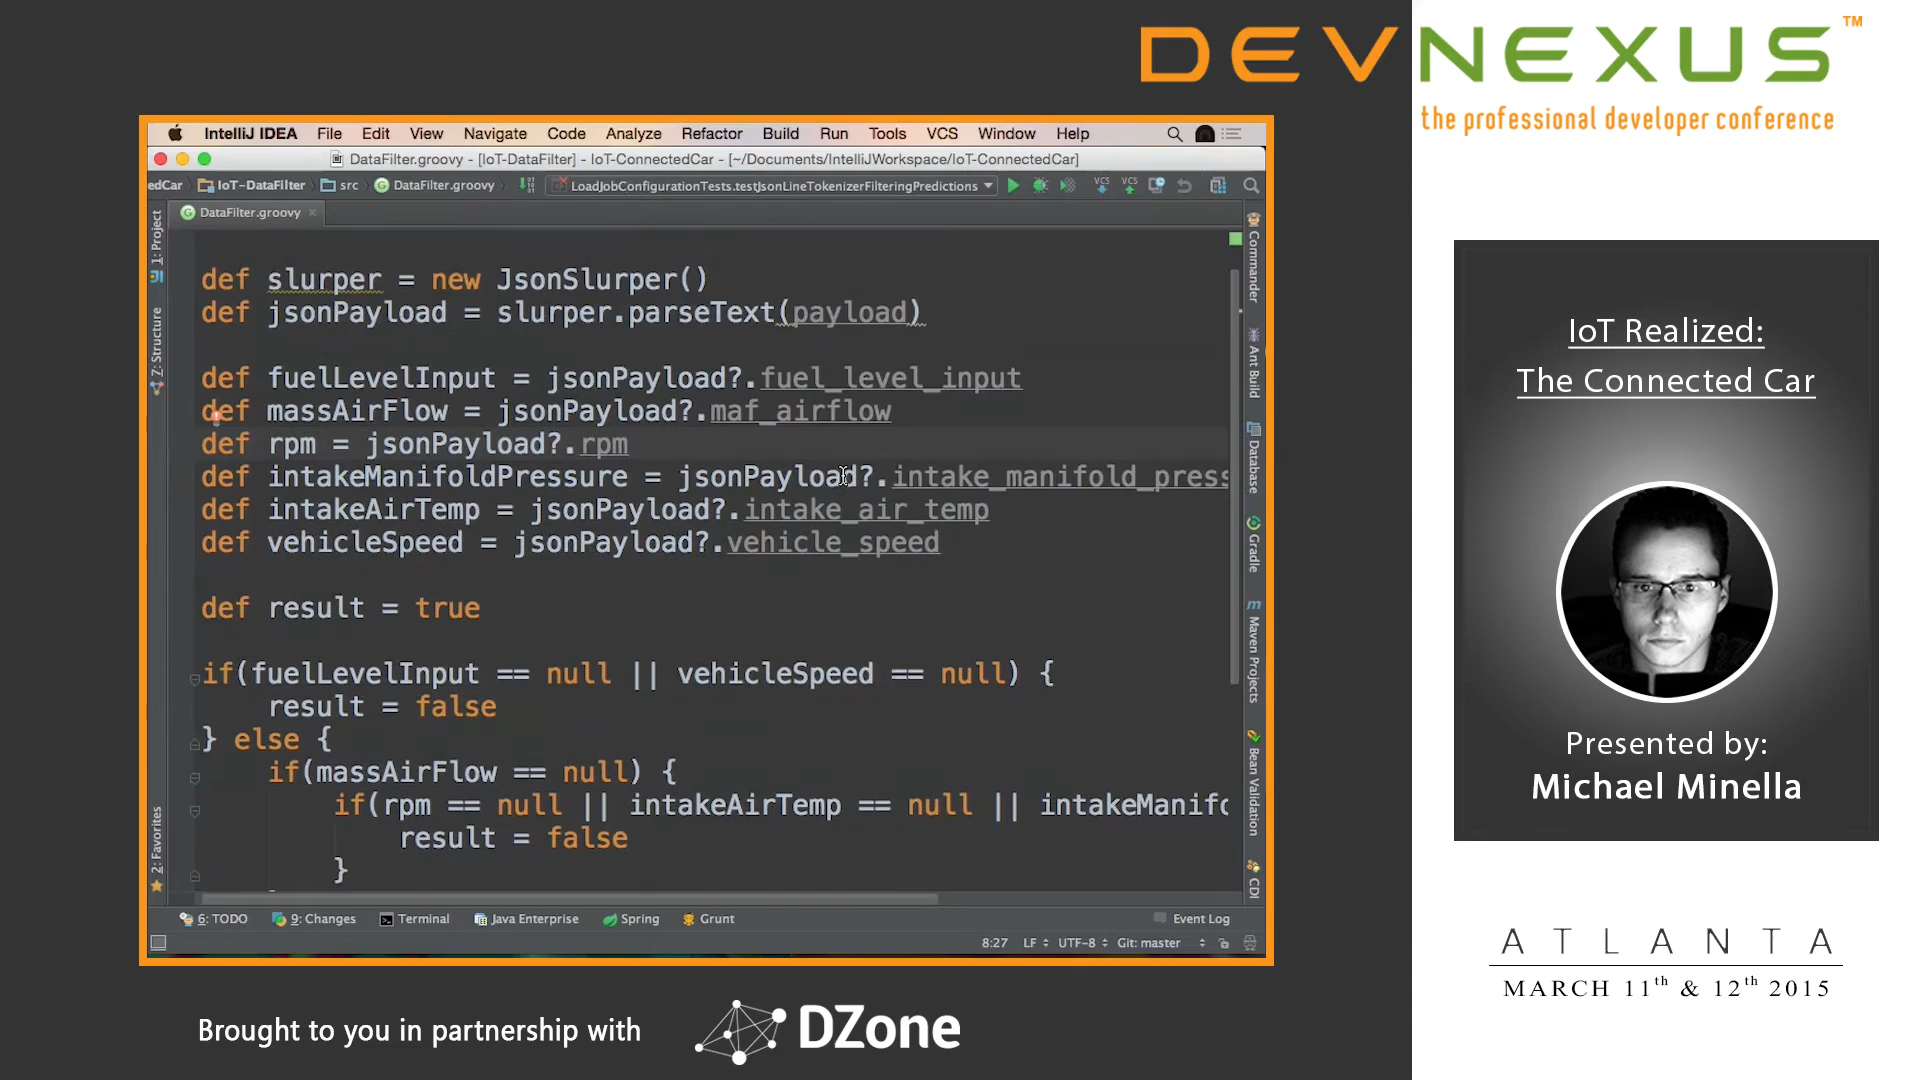 DEVNEXUS™
the professional developer conference
IntelliJ IDEA File Edit View Navigate Code Analyze Refactor Build Run Tools VCS Window Help
DataFilter.groovy - [IoT-DataFilter] - IoT-ConnectedCar - [~/Documents/IntelliJWorkspace/IoT-ConnectedCar]
edCar IoT-DataFilter src DataFilter.groovy LoadJobConfigurationTests.testJsonLineTokenizerFilteringPredictions VCS VCS
DataFilter.groovy
1: Project
Z: Structure
2: Favorites
def slurper = new JsonSlurper()
def jsonPayload = slurper.parseText(payload)
def fuelLevelInput = jsonPayload?.fuel_level_input
def massAirFlow = jsonPayload?.maf_airflow
def rpm = jsonPayload?.rpm
def intakeManifoldPressure = jsonPayload?.intake_manifold_press
def intakeAirTemp = jsonPayload?.intake_air_temp
def vehicleSpeed = jsonPayload?.vehicle_speed
def result = true
if(fuelLevelInput == null || vehicleSpeed == null) {
result = false
} else {
if(massAirFlow == null) {
if(rpm == null || intakeAirTemp == null || intakeManifo
result = false
}
Commander
Ant Build
Database
Gradle
Maven Projects
Bean Validation
CDI
6: TODO 9: Changes Terminal Java Enterprise Spring Grunt Event Log
8:27 LF UTF-8 Git: master
IoT Realized:
The Connected Car
Presented by:
Michael Minella
ATLANTA
MARCH 11th & 12th 2015
Brought to you in partnership with DZone